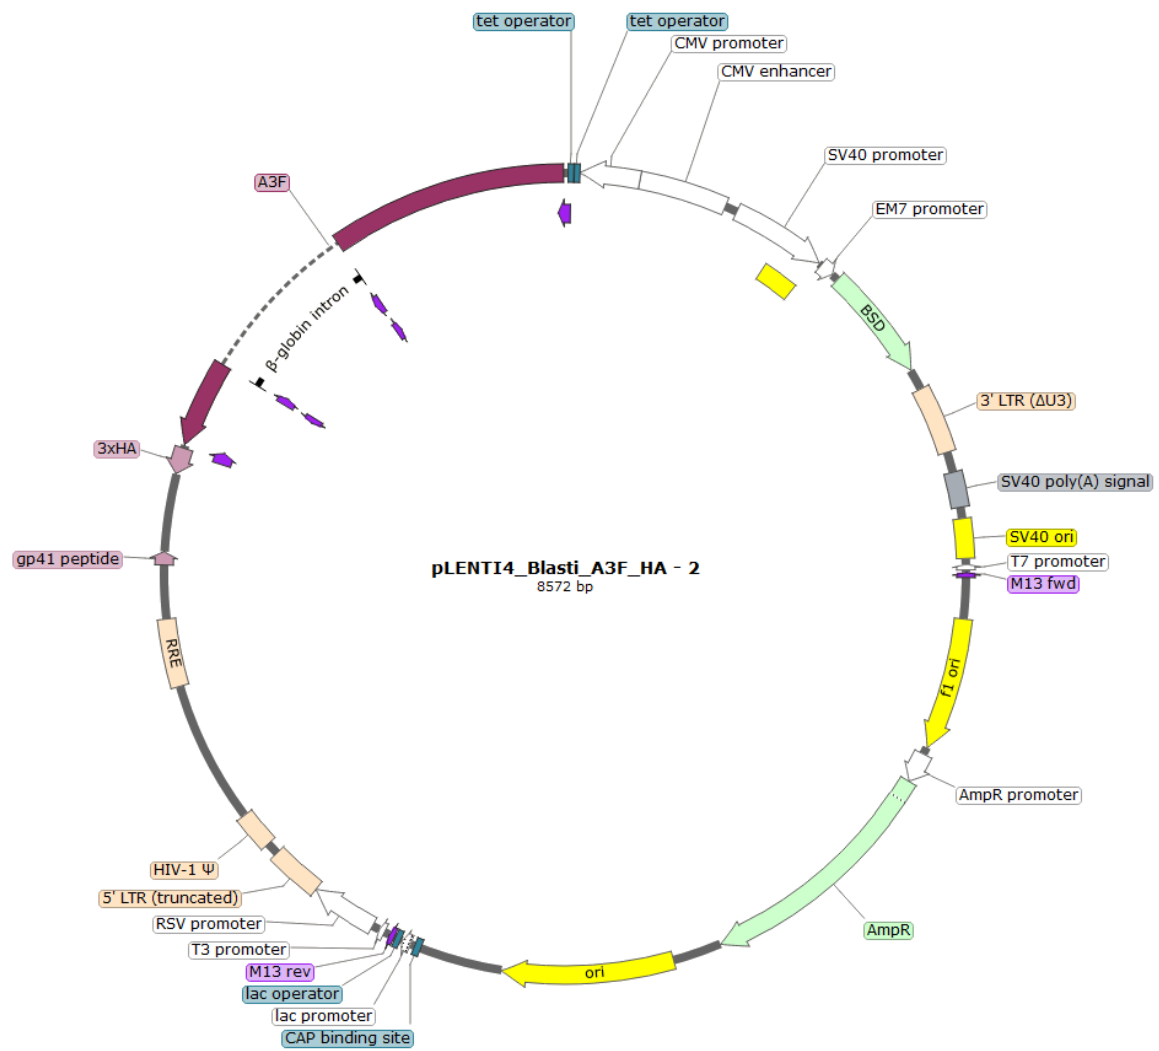 tet operator
tet operator
CMV promoter
CMV enhancer
SV40 promoter
A3F
EM7 promoter
β-globin intron
BSD
3' LTR (ΔU3)
3xHA
SV40 poly(A) signal
SV40 ori
gp41 peptide
T7 promoter
pLENTI4_Blasti_A3F_HA - 2
M13 fwd
8572 bp
RRE
f1 ori
AmpR promoter
HIV-1 Ψ
5' LTR (truncated)
RSV promoter
AmpR
T3 promoter
M13 rev
ori
lac operator
lac promoter
CAP binding site